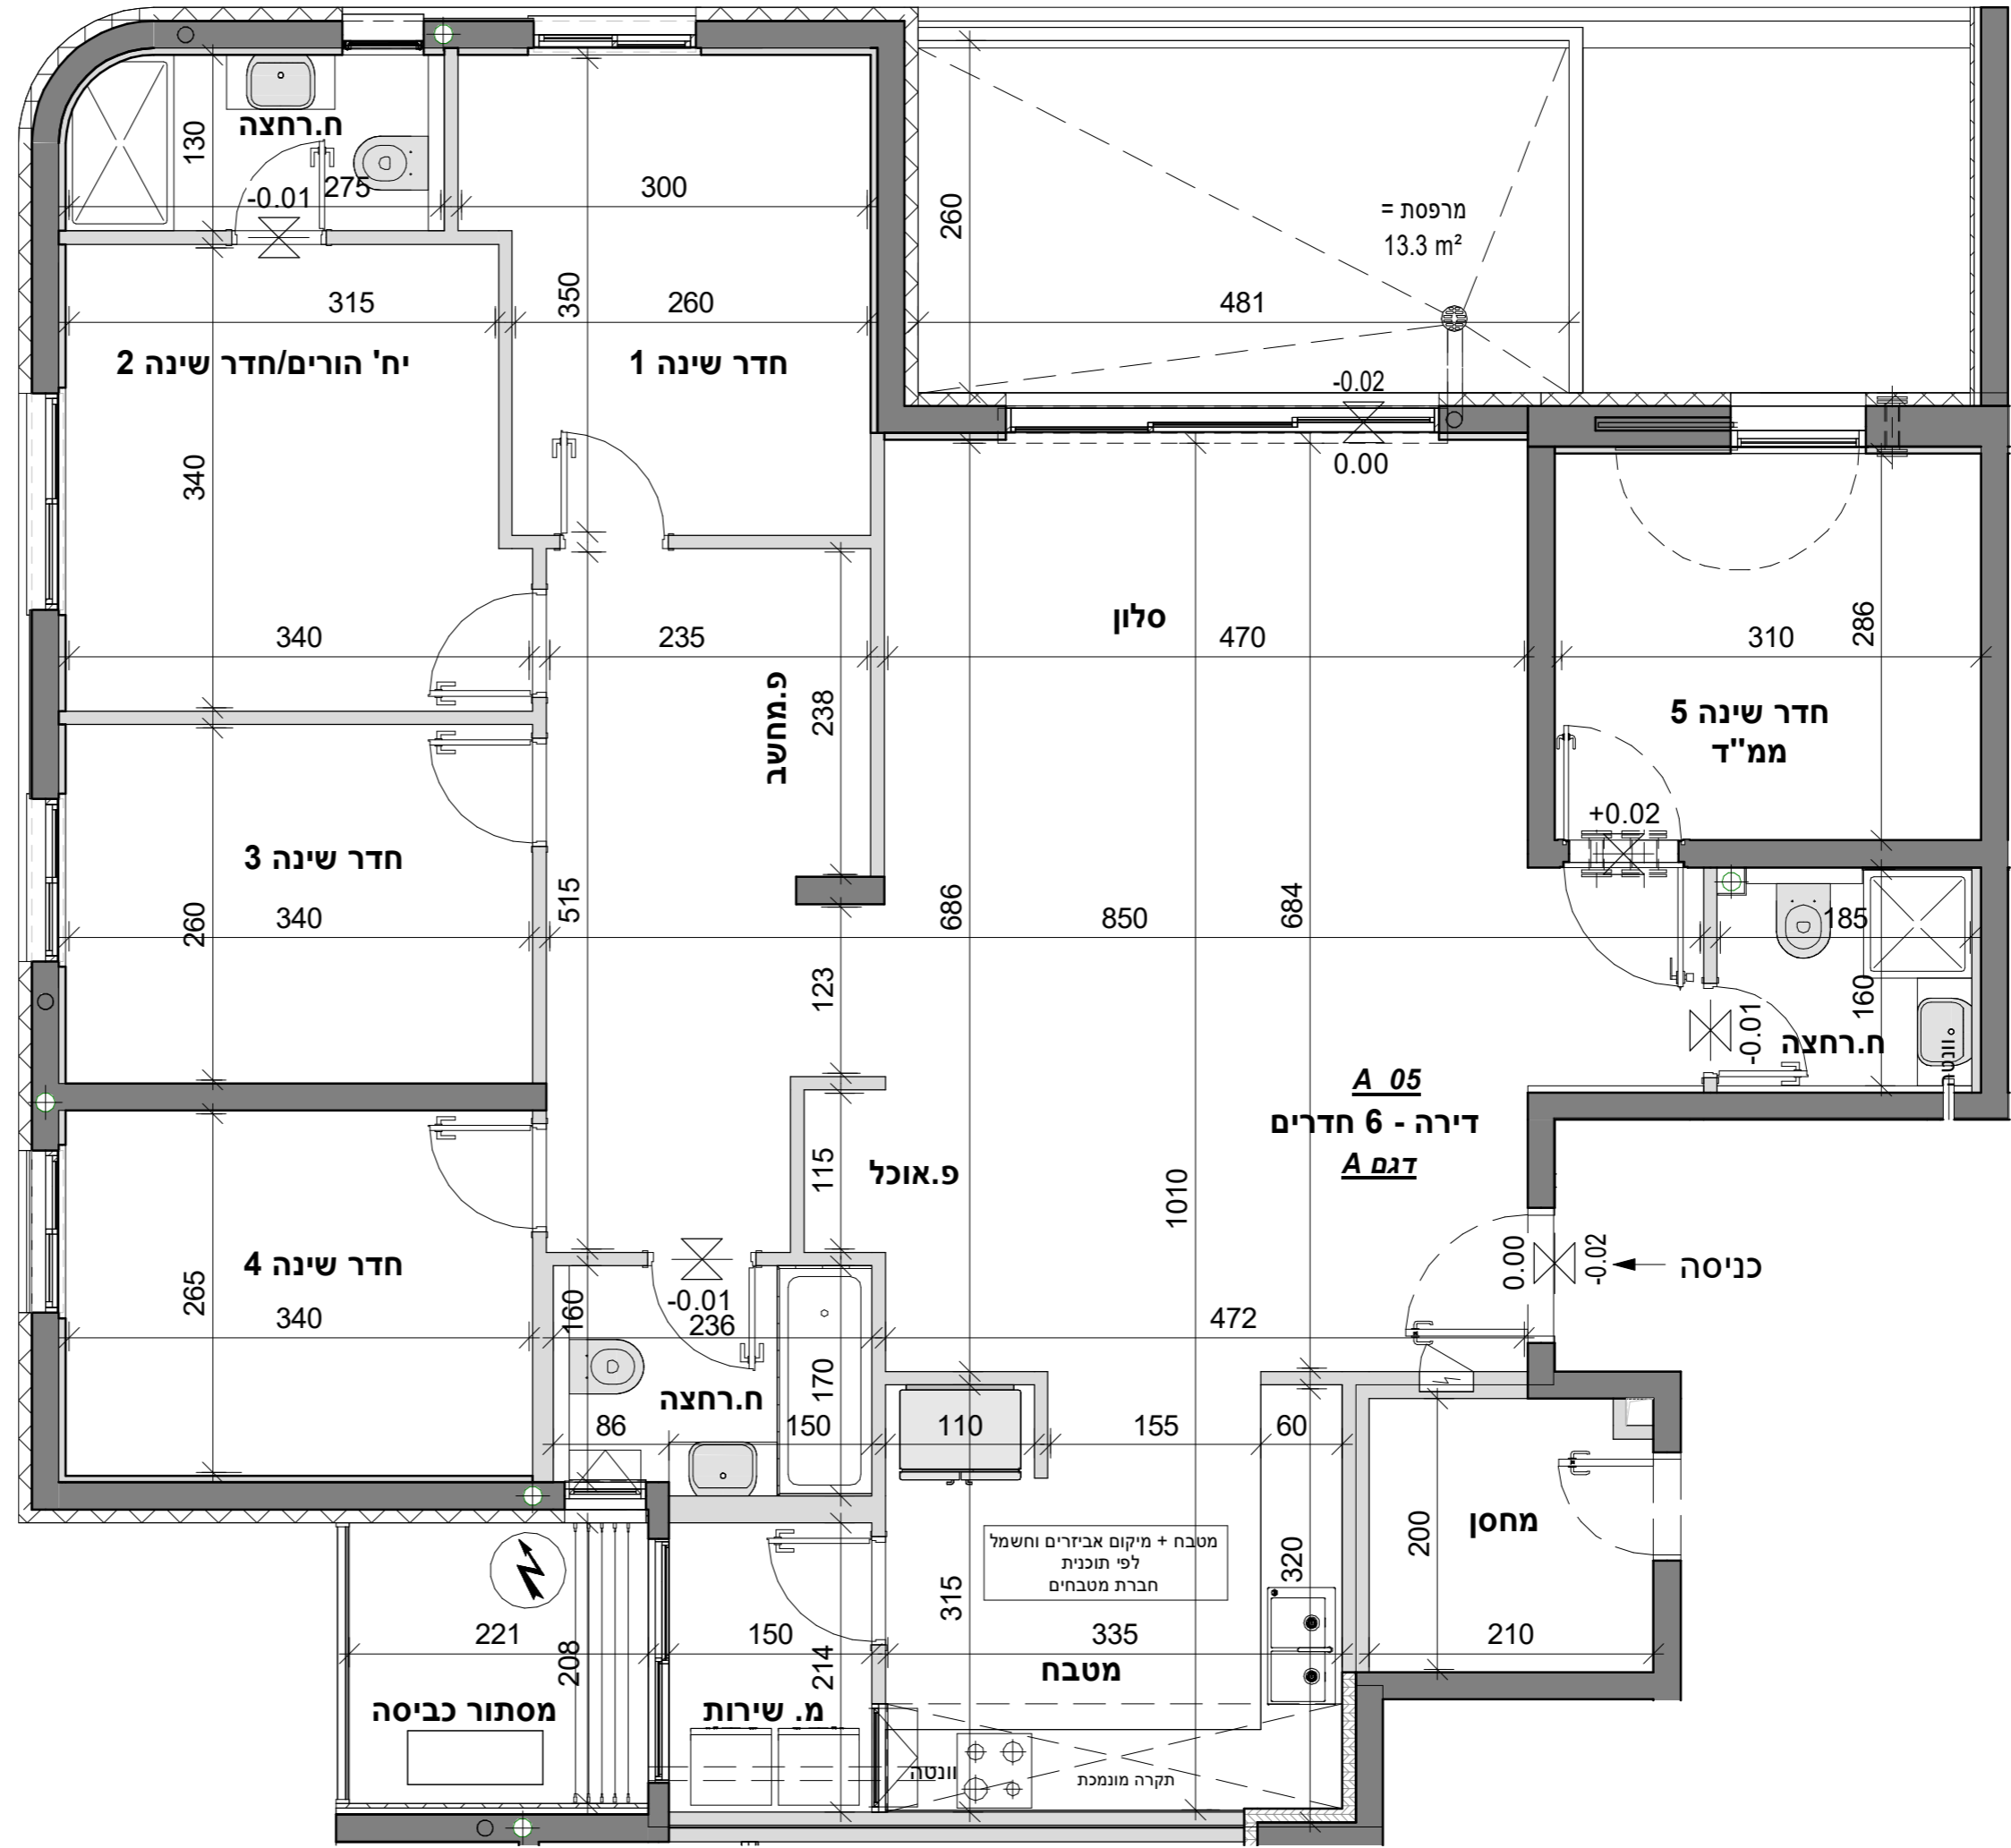 ח.רחצה
130
-0.01
275
300
260
מרפסת =
13.3 m²
315
350
260
481
יח' הורים/חדר שינה 2
חדר שינה 1
-0.02
0.00
340
סלון
340
235
470
310
286
פ.מחשב
238
חדר שינה 5
ממ"ד
+0.02
חדר שינה 3
260
340
515
686
850
684
185
123
160
-0.01
ח.רחצה
וונטה
A 05
דירה - 6 חדרים
דגם A
115
פ.אוכל
1010
חדר שינה 4
265
340
160
-0.01
236
472
0.00
-0.02
כניסה
170
ח.רחצה
86
150
110
155
60
200
מחסן
מטבח + מיקום אביזרים וחשמל
לפי תוכנית
חברת מטבחים
315
320
221
208
150
214
335
210
מטבח
מסתור כביסה
מ. שירות
וונטה
תקרה מונמכת